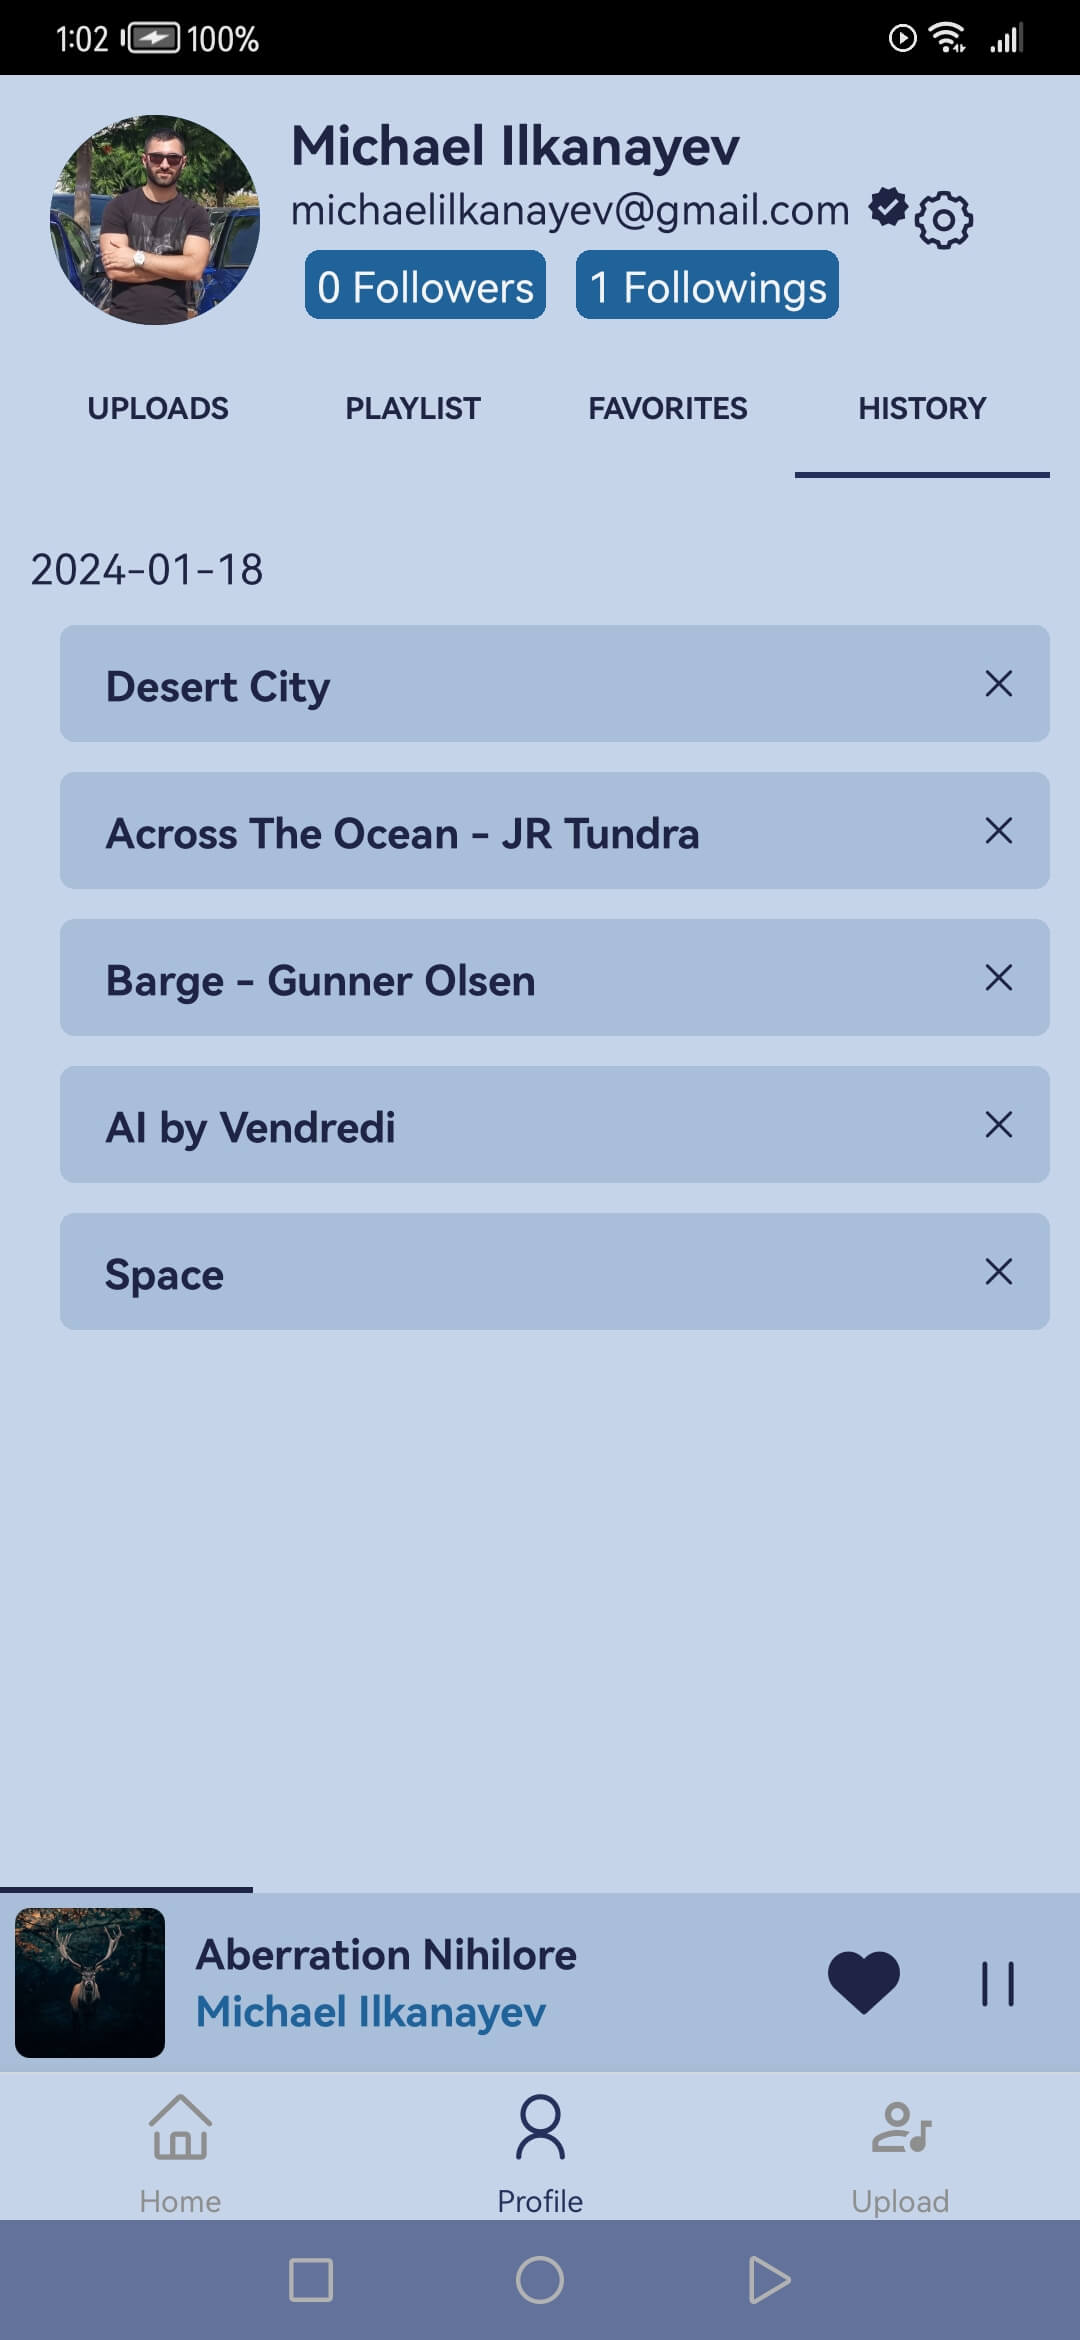 1:02 100%
Michael Ilkanayev
michaelilkanayev@gmail.com
0 Followers 1 Followings
UPLOADS PLAYLIST FAVORITES HISTORY
2024-01-18
Desert City
Across The Ocean - JR Tundra
Barge - Gunner Olsen
AI by Vendredi
Space
Aberration Nihilore
Michael Ilkanayev
Home Profile Upload